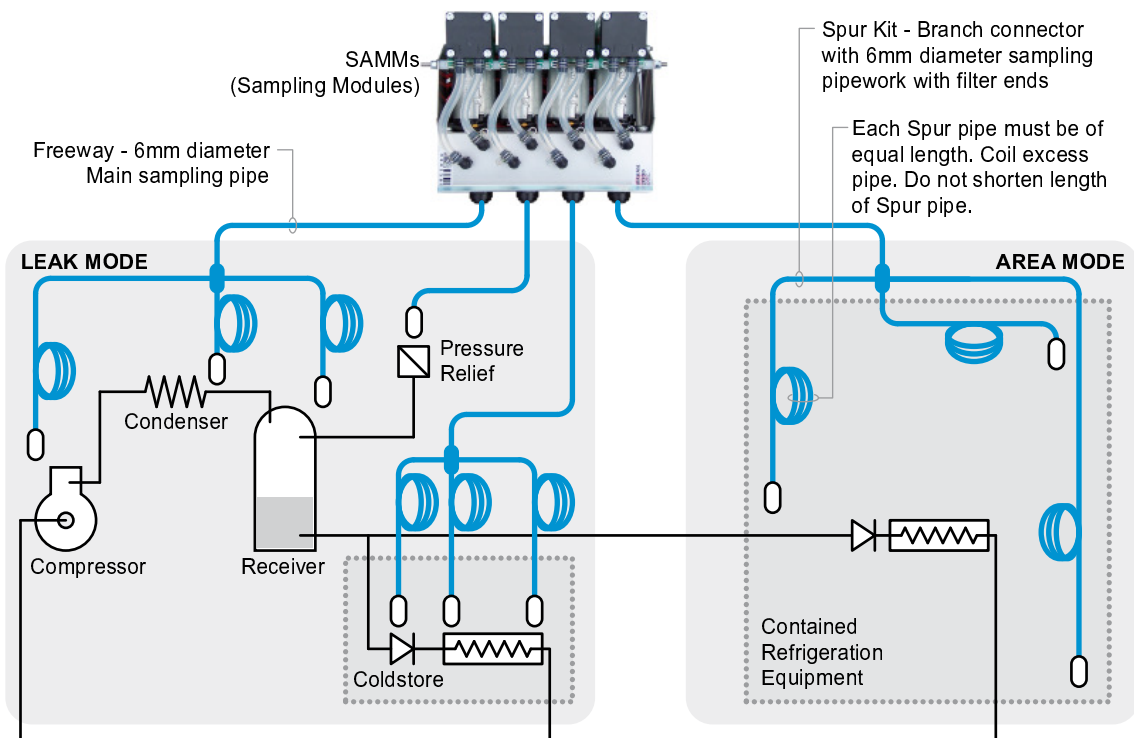 SAMMs
(Sampling Modules)
Spur Kit - Branch connector
with 6mm diameter sampling
pipework with filter ends
Each Spur pipe must be of
equal length. Coil excess
pipe. Do not shorten length
of Spur pipe.
Freeway - 6mm diameter
Main sampling pipe
LEAK MODE
AREA MODE
Pressure
Relief
Condenser
Compressor
Receiver
Coldstore
Contained
Refrigeration
Equipment